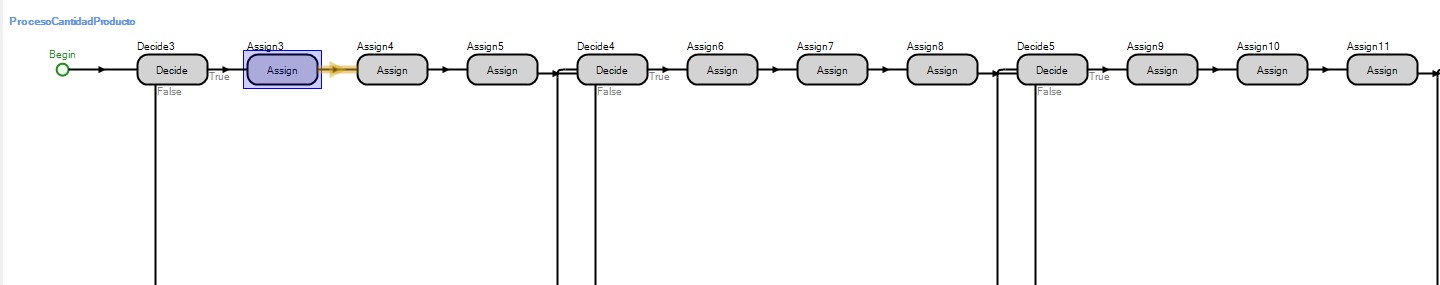 ProcesoCantidadProducto
Begin
Decide3 Assign3 Assign4 Assign5 Decide4 Assign6 Assign7 Assign8 Decide5 Assign9 Assign10 Assign11
Decide Assign Assign Assign Decide Assign Assign Assign Decide Assign Assign Assign
True True True
False False False